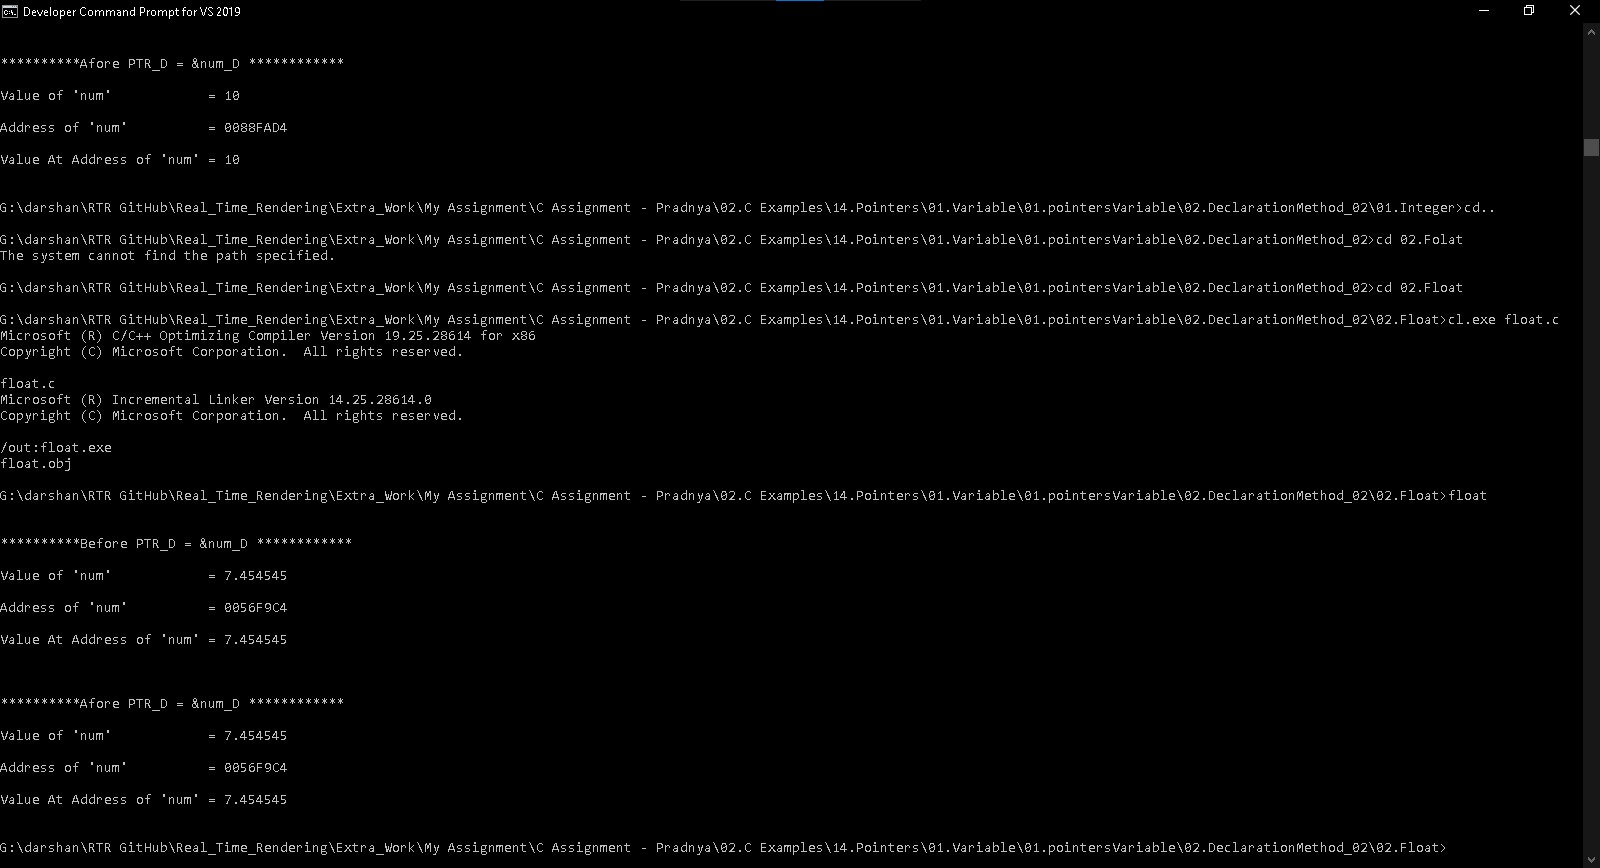 Developer Command Prompt for VS 2019
**********Afore PTR_D = &num_D ************
Value of 'num'            = 10
Address of 'num'          = 0088FAD4
Value At Address of 'num' = 10
G:\darshan\RTR GitHub\Real_Time_Rendering\Extra_Work\My Assignment\C Assignment - Pradnya\02.C Examples\14.Pointers\01.Variable\01.pointersVariable\02.DeclarationMethod_02\01.Integer>cd..
G:\darshan\RTR GitHub\Real_Time_Rendering\Extra_Work\My Assignment\C Assignment - Pradnya\02.C Examples\14.Pointers\01.Variable\01.pointersVariable\02.DeclarationMethod_02>cd 02.Folat
The system cannot find the path specified.
G:\darshan\RTR GitHub\Real_Time_Rendering\Extra_Work\My Assignment\C Assignment - Pradnya\02.C Examples\14.Pointers\01.Variable\01.pointersVariable\02.DeclarationMethod_02>cd 02.Float
G:\darshan\RTR GitHub\Real_Time_Rendering\Extra_Work\My Assignment\C Assignment - Pradnya\02.C Examples\14.Pointers\01.Variable\01.pointersVariable\02.DeclarationMethod_02\02.Float>cl.exe float.c
Microsoft (R) C/C++ Optimizing Compiler Version 19.25.28614 for x86
Copyright (C) Microsoft Corporation.  All rights reserved.
float.c
Microsoft (R) Incremental Linker Version 14.25.28614.0
Copyright (C) Microsoft Corporation.  All rights reserved.
/out:float.exe
float.obj
G:\darshan\RTR GitHub\Real_Time_Rendering\Extra_Work\My Assignment\C Assignment - Pradnya\02.C Examples\14.Pointers\01.Variable\01.pointersVariable\02.DeclarationMethod_02\02.Float>float
**********Before PTR_D = &num_D ************
Value of 'num'            = 7.454545
Address of 'num'          = 0056F9C4
Value At Address of 'num' = 7.454545
**********Afore PTR_D = &num_D ************
Value of 'num'            = 7.454545
Address of 'num'          = 0056F9C4
Value At Address of 'num' = 7.454545
G:\darshan\RTR GitHub\Real_Time_Rendering\Extra_Work\My Assignment\C Assignment - Pradnya\02.C Examples\14.Pointers\01.Variable\01.pointersVariable\02.DeclarationMethod_02\02.Float>